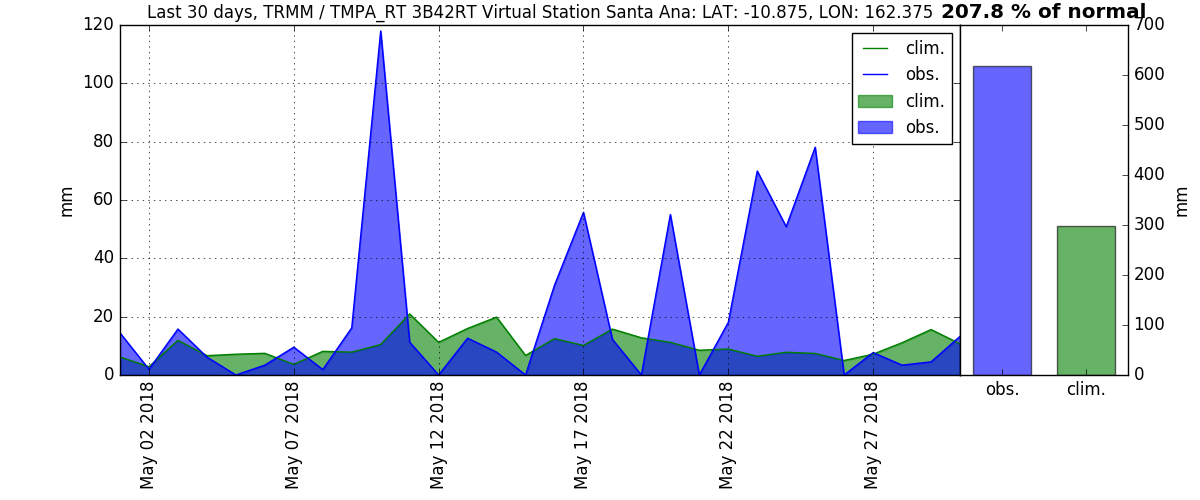 Last 30 days, TRMM / TMPA_RT 3B42RT Virtual Station Santa Ana: LAT: -10.875, LON: 162.375 207.8 % of normal
120
100
80
60
40
20
0
mm
clim.
obs.
clim.
obs.
May 02 2018
May 07 2018
May 12 2018
May 17 2018
May 22 2018
May 27 2018
700
600
500
400
300
200
100
0
mm
obs. clim.